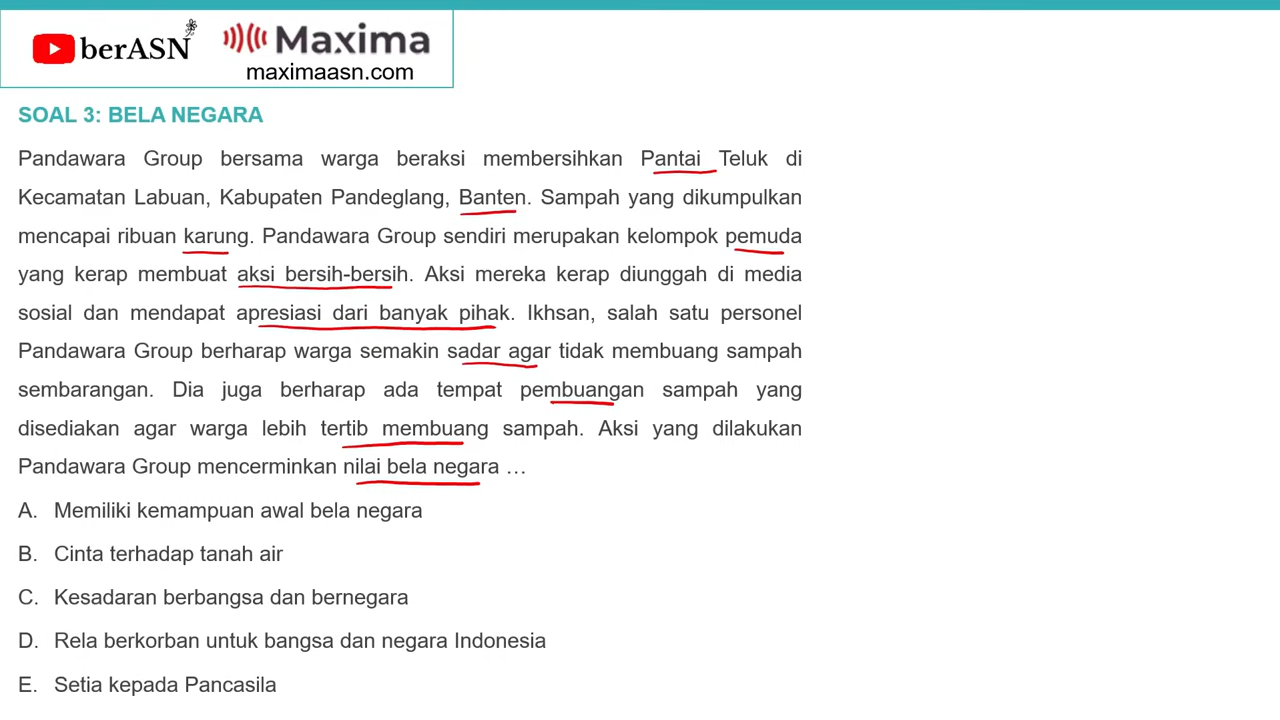 berASN
Maxima
maximaasn.com
SOAL 3: BELA NEGARA
Pandawara Group bersama warga beraksi membersihkan Pantai Teluk di
Kecamatan Labuan, Kabupaten Pandeglang, Banten. Sampah yang dikumpulkan
mencapai ribuan karung. Pandawara Group sendiri merupakan kelompok pemuda
yang kerap membuat aksi bersih-bersih. Aksi mereka kerap diunggah di media
sosial dan mendapat apresiasi dari banyak pihak. Ikhsan, salah satu personel
Pandawara Group berharap warga semakin sadar agar tidak membuang sampah
sembarangan. Dia juga berharap ada tempat pembuangan sampah yang
disediakan agar warga lebih tertib membuang sampah. Aksi yang dilakukan
Pandawara Group mencerminkan nilai bela negara …
A. Memiliki kemampuan awal bela negara
B. Cinta terhadap tanah air
C. Kesadaran berbangsa dan bernegara
D. Rela berkorban untuk bangsa dan negara Indonesia
E. Setia kepada Pancasila